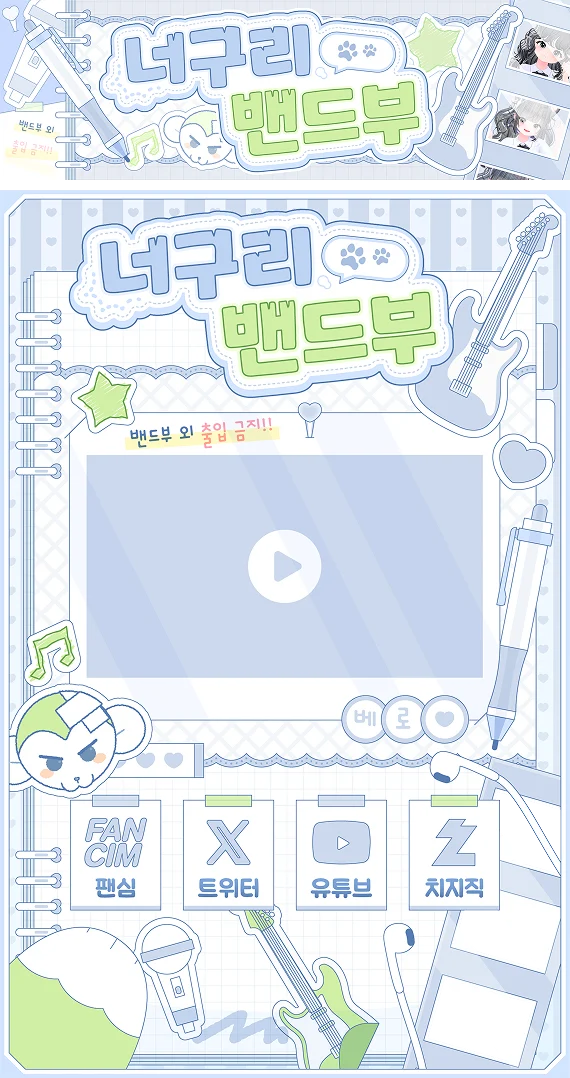 너구리
밴드부
밴드부 외
출입 금지!!
너구리
밴드부
밴드부 외 출입 금지!!
베 로
FAN
CIM
팬심
트위터
유튜브
치지직